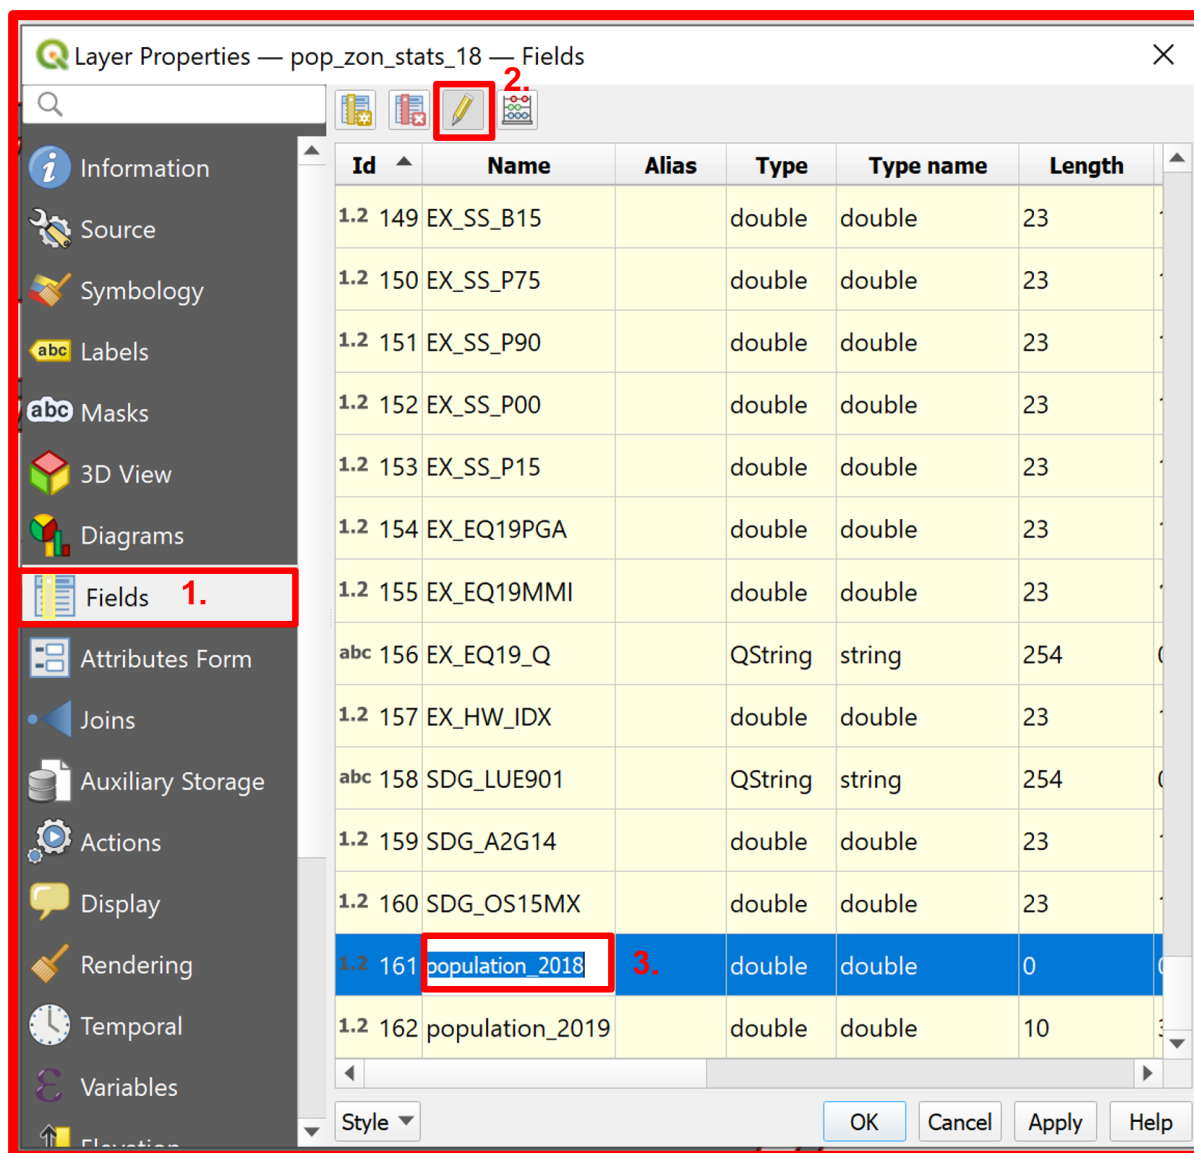 Layer Properties — pop_zon_stats_18 — Fields
2.
Information
Source
Symbology
abc Labels
abc Masks
3D View
Diagrams
Fields 1.
Attributes Form
Joins
Auxiliary Storage
Actions
Display
Rendering
Temporal
Variables
Elevation
Id Name Alias Type Type name Length
1.2 149 EX_SS_B15 double double 23
1.2 150 EX_SS_P75 double double 23
1.2 151 EX_SS_P90 double double 23
1.2 152 EX_SS_P00 double double 23
1.2 153 EX_SS_P15 double double 23
1.2 154 EX_EQ19PGA double double 23
1.2 155 EX_EQ19MMI double double 23
abc 156 EX_EQ19_Q QString string 254
1.2 157 EX_HW_IDX double double 23
abc 158 SDG_LUE901 QString string 254
1.2 159 SDG_A2G14 double double 23
1.2 160 SDG_OS15MX double double 23
1.2 161 population_2018 3. double double 0
1.2 162 population_2019 double double 10
Style OK Cancel Apply Help